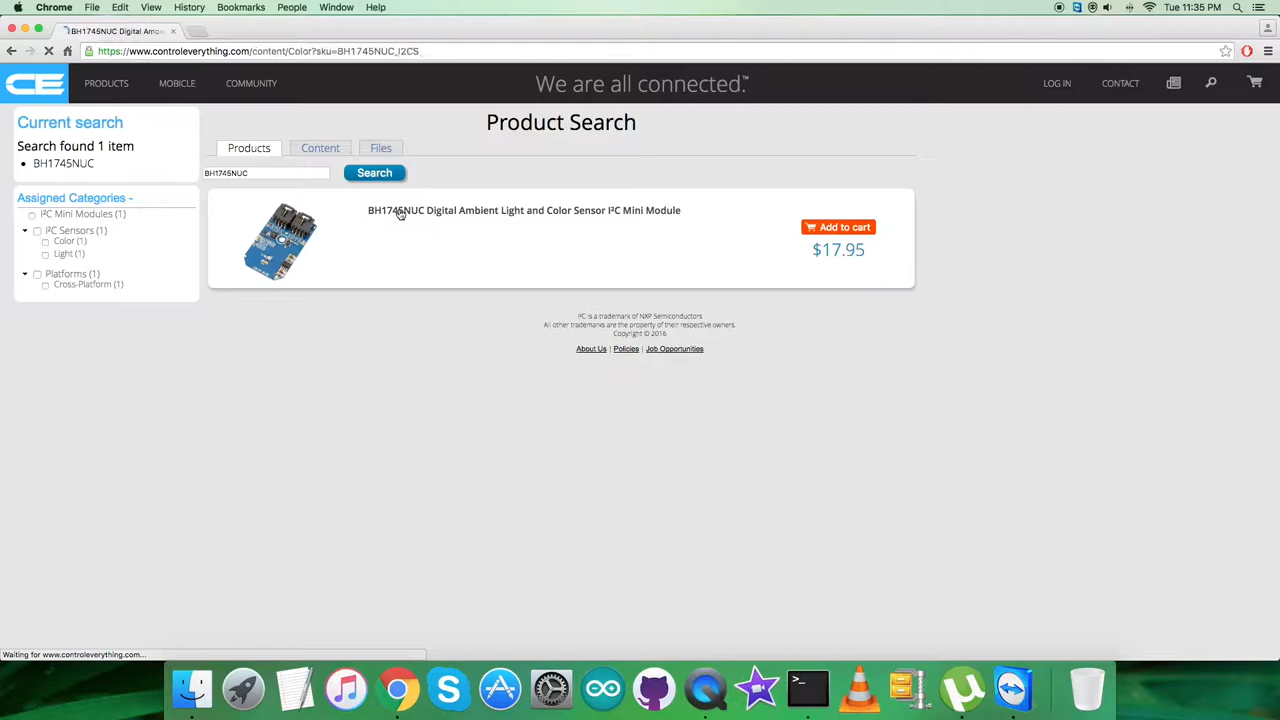 Chrome File Edit View History Bookmarks People Window Help Tue 11:35 PM
BH1745NUC Digital Ambi
https://www.controleverything.com/content/Color?sku=BH1745NUC_I2CS
CE PRODUCTS MOBICLE COMMUNITY We are all connected.™ LOG IN CONTACT
Current search
Search found 1 item
BH1745NUC
Assigned Categories -
I²C Mini Modules (1)
I²C Sensors (1)
Color (1)
Light (1)
Platforms (1)
Cross-Platform (1)
Product Search
Products Content Files
BH1745NUC Search
BH1745NUC Digital Ambient Light and Color Sensor I²C Mini Module
Add to cart
$17.95
I²C is a trademark of NXP Semiconductors
All other trademarks are the property of their respective owners.
Copyright © 2016
About Us | Policies | Job Opportunities
Waiting for www.controleverything.com...